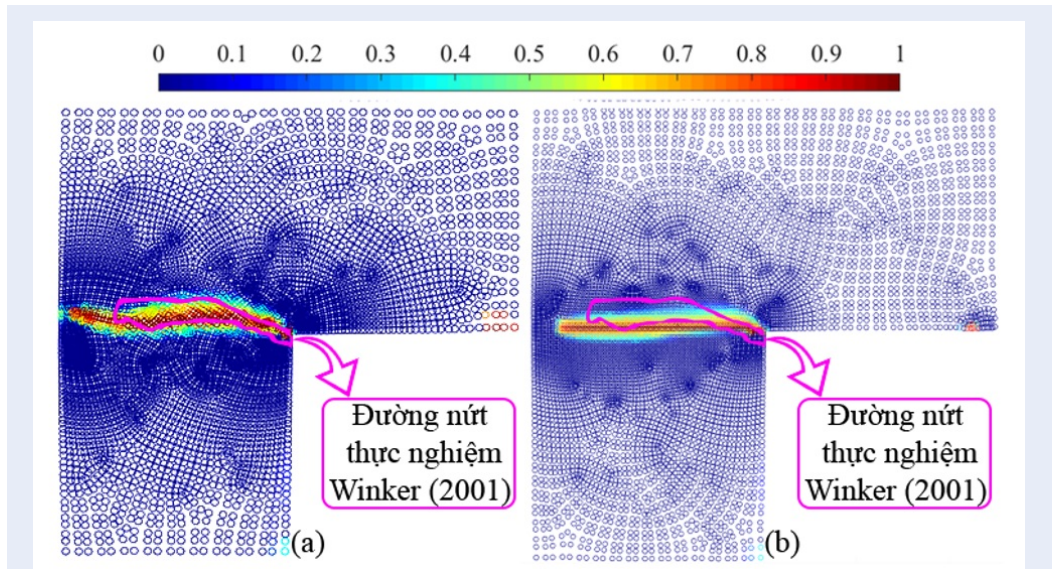 0 0.1 0.2 0.3 0.4 0.5 0.6 0.7 0.8 0.9 1
Đường nứt
thực nghiệm
Winker (2001)
(a)
Đường nứt
thực nghiệm
Winker (2001)
(b)